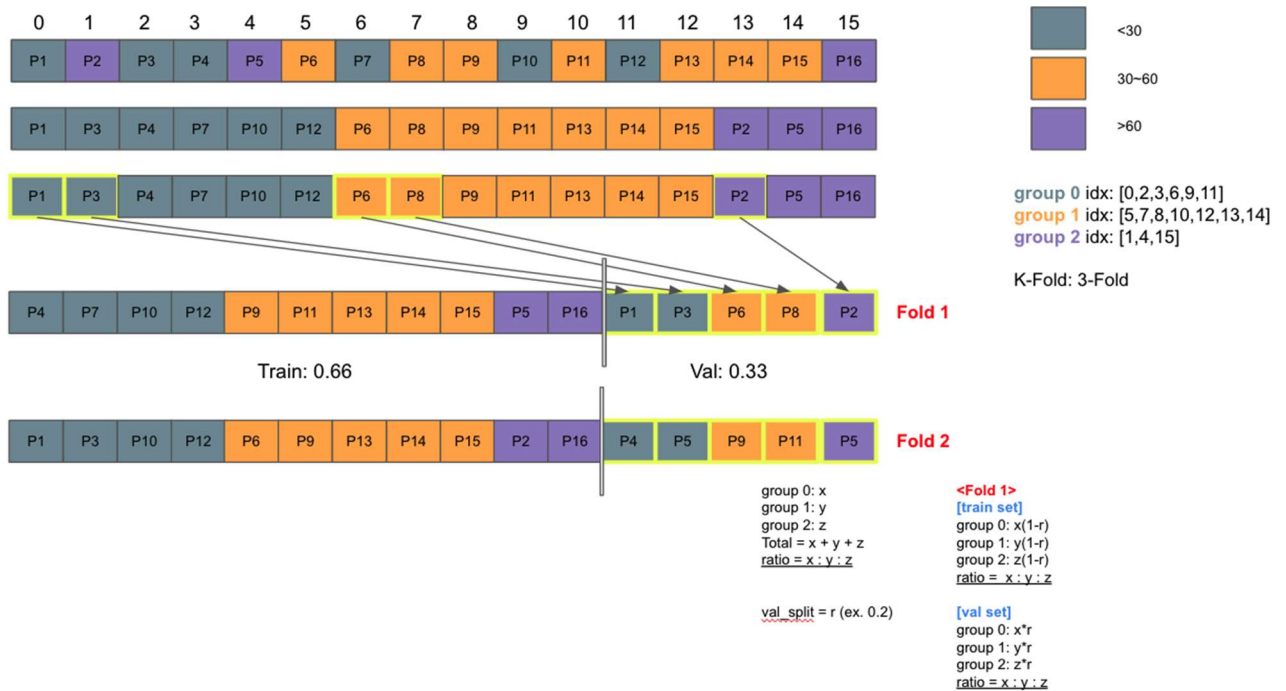 0 1 2 3 4 5 6 7 8 9 10 11 12 13 14 15
P1 P2 P3 P4 P5 P6 P7 P8 P9 P10 P11 P12 P13 P14 P15 P16
<30
30~60
>60
P1 P3 P4 P7 P10 P12 P6 P8 P9 P11 P13 P14 P15 P2 P5 P16
P1 P3 P4 P7 P10 P12 P6 P8 P9 P11 P13 P14 P15 P2 P5 P16
group 0 idx: [0,2,3,6,9,11]
group 1 idx: [5,7,8,10,12,13,14]
group 2 idx: [1,4,15]
K-Fold: 3-Fold
P4 P7 P10 P12 P9 P11 P13 P14 P15 P5 P16 P1 P3 P6 P8 P2 Fold 1
Train: 0.66 Val: 0.33
P1 P3 P10 P12 P6 P9 P13 P14 P15 P2 P16 P4 P5 P9 P11 P5 Fold 2
group 0: x
group 1: y
group 2: z
Total = x + y + z
ratio = x : y : z
val_split = r (ex. 0.2)
<Fold 1>
[train set]
group 0: x(1-r)
group 1: y(1-r)
group 2: z(1-r)
ratio = x : y : z
[val set]
group 0: x*r
group 1: y*r
group 2: z*r
ratio = x : y : z